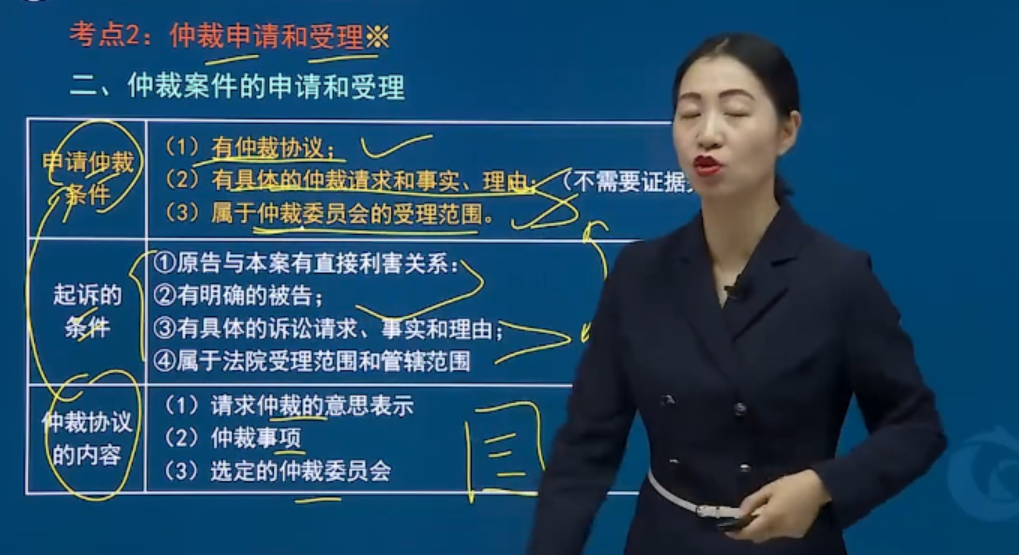 考点2：仲裁申请和受理※
二、仲裁案件的申请和受理
申请仲裁
条件
（1）有仲裁协议；
（2）有具体的仲裁请求和事实、理由；（不需要证据
（3）属于仲裁委员会的受理范围。
起诉的
条件
①原告与本案有直接利害关系；
②有明确的被告；
③有具体的诉讼请求、事实和理由；
④属于法院受理范围和管辖范围
仲裁协议
的内容
（1）请求仲裁的意思表示
（2）仲裁事项
（3）选定的仲裁委员会